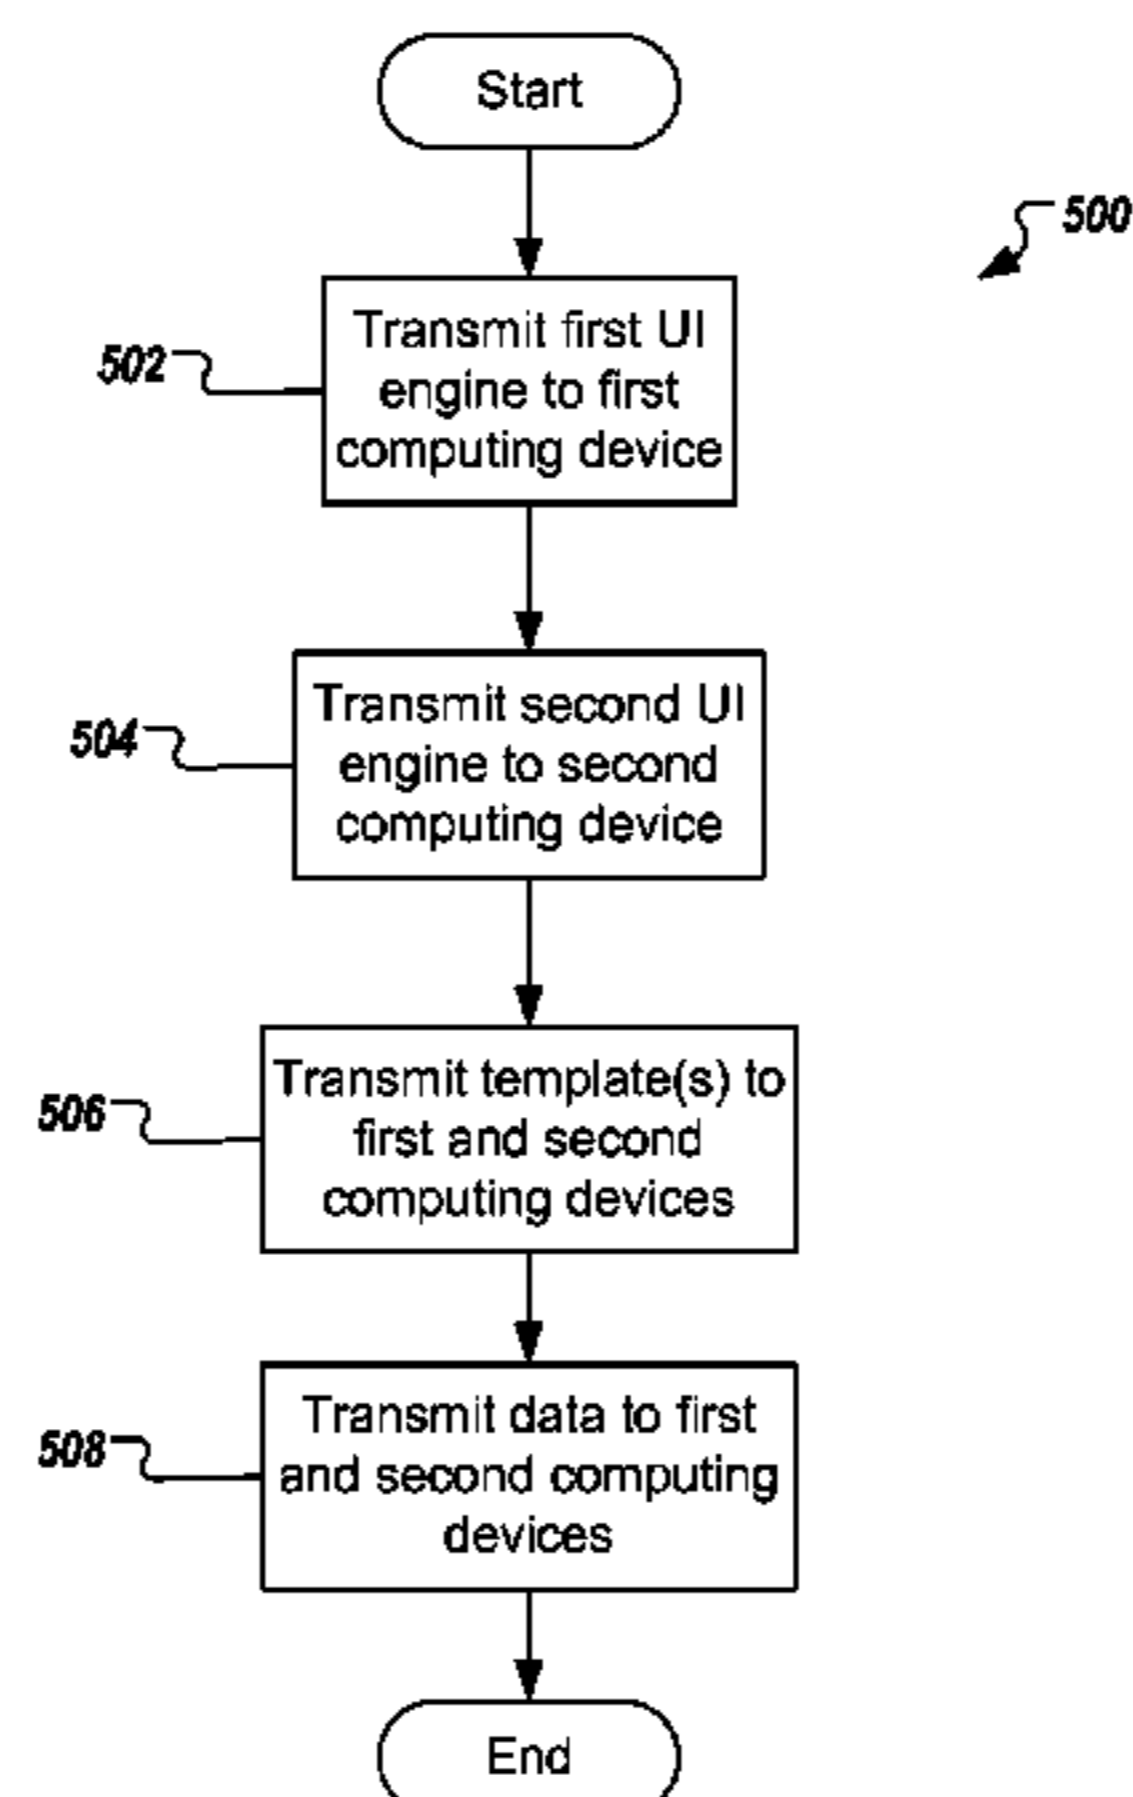 Start
500
502
Transmit first UI
engine to first
computing device
504
Transmit second UI
engine to second
computing device
506
Transmit template(s) to
first and second
computing devices
508
Transmit data to first
and second computing
devices
End